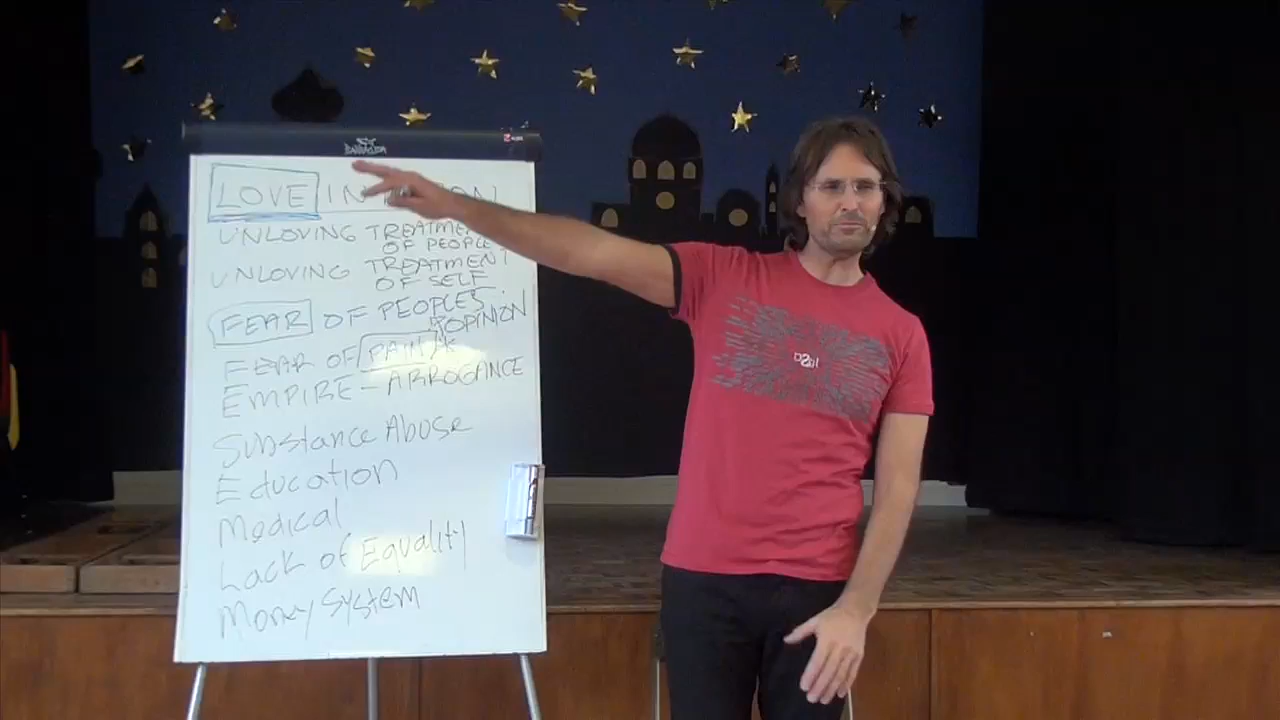 LOVE IN
UNLOVING
OF PEOPLE
UNLOVING TREATMENT
OF SELF
FEAR OF PEOPLES
OPINION
FEAR OF PAIN
EMPIRE - ARROGANCE
Substance Abuse
Education
Medical
Lack of Equality
Money System